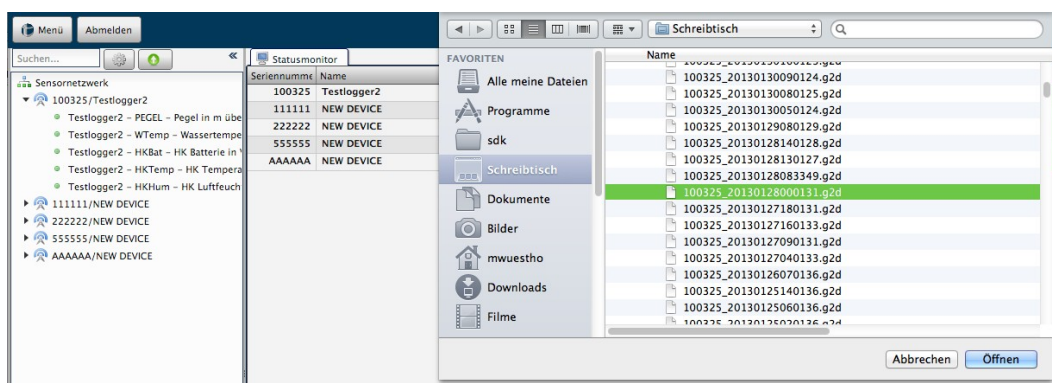 Menü
Abmelden
Suchen...
«
Sensornetzwerk
100325/Testlogger2
Testlogger2 – PEGEL – Pegel in m übe
Testlogger2 – WTemp – Wassertempe
Testlogger2 – HKBat – HK Batterie in V
Testlogger2 – HKTemp – HK Tempera
Testlogger2 – HKHum – HK Luftfeuch
111111/NEW DEVICE
222222/NEW DEVICE
555555/NEW DEVICE
AAAAAA/NEW DEVICE
Statusmonitor
Seriennumme Name
100325 Testlogger2
111111 NEW DEVICE
222222 NEW DEVICE
555555 NEW DEVICE
AAAAAA NEW DEVICE
Schreibtisch
FAVORITEN
Alle meine Dateien
Programme
sdk
Schreibtisch
Dokumente
Bilder
mwuestho
Downloads
Filme
Name
100325_20130130090124.g2d
100325_20130130080125.g2d
100325_20130130050124.g2d
100325_20130129080129.g2d
100325_20130128140128.g2d
100325_20130128130127.g2d
100325_20130128083349.g2d
100325_20130128000131.g2d
100325_20130127180131.g2d
100325_20130127160133.g2d
100325_20130127090131.g2d
100325_20130127040133.g2d
100325_20130126070136.g2d
100325_20130125140136.g2d
100325_20130125060136.g2d
100325_20130125020136.g2d
Abbrechen
Öffnen